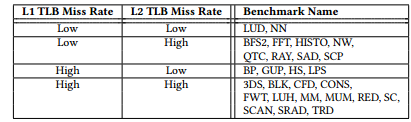 L1 TLB Miss Rate L2 TLB Miss Rate Benchmark Name
Low Low LUD, NN
Low High BFS2, FFT, HISTO, NW,
QTC, RAY, SAD, SCP
High Low BP, GUP, HS, LPS
High High 3DS, BLK, CFD, CONS,
FWT, LUH, MM, MUM, RED, SC,
SCAN, SRAD, TRD